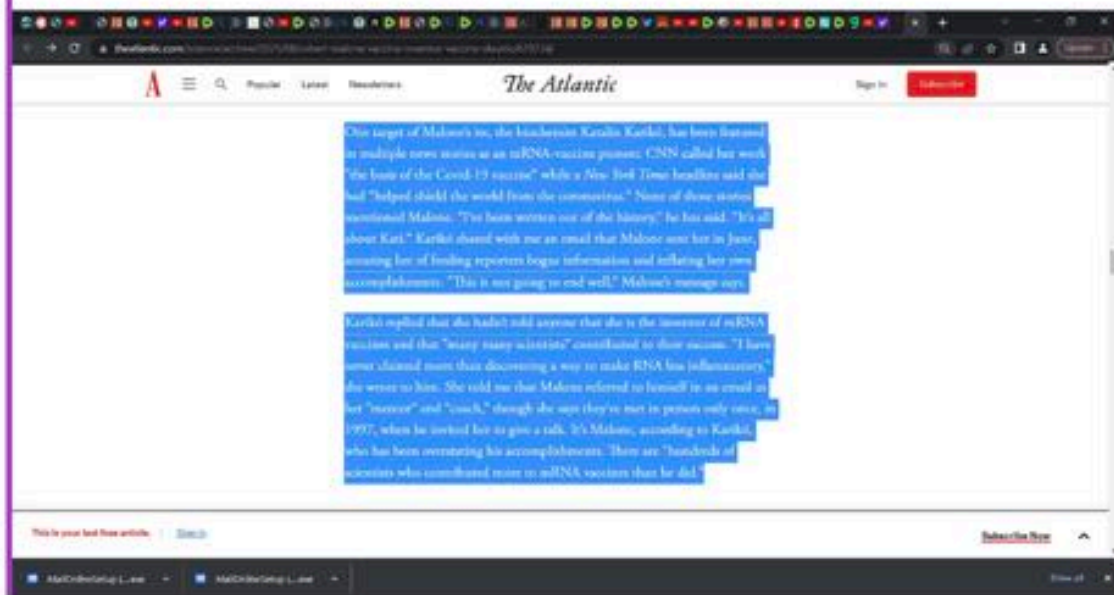 Update
theatlantic.com
A Popular Latest Newsletters The Atlantic Sign In Subscribe
One target of Malone's ire, the biochemist Katalin Karikó, has been featured
in multiple news stories as an mRNA-vaccine pioneer. CNN called her work
"the basis of the Covid-19 vaccine" while a New York Times headline said she
had "helped shield the world from the coronavirus." None of those stories
mentioned Malone. "I've been written out of the history," he has said. "It's all
about Kati." Karikó shared with me an email that Malone sent her in June,
accusing her of feeding reporters bogus information and inflating her own
accomplishments. "This is not going to end well," Malone's message says.
Karikó replied that she hadn't told anyone that she is the inventor of mRNA
vaccines and that "many many scientists" contributed to their success. "I have
never claimed more than discovering a way to make RNA less inflammatory,"
she wrote to him. She told me that Malone referred to himself in an email as
her "mentor" and "coach," though she says they've met in person only once, in
1997, when he invited her to give a talk. It's Malone, according to Karikó,
who has been overstating his accomplishments. There are "hundreds of
scientists who contributed more to mRNA vaccines than he did."
This is your last free article. Sign in Subscribe Now
MailOnlineSetup (....exe MailOnlineSetup (....exe Show all